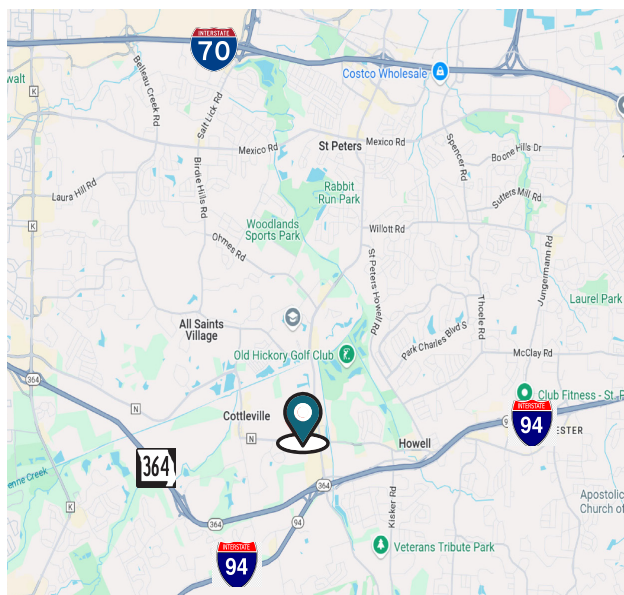 INTERSTATE
70
Costco Wholesale
Belleau Creek Rd
Salt Lick Rd
K
Mexico Rd
St Peters
Mexico Rd
Spencer Rd
Boone Hills Dr
Birdie Hills Rd
Laura Hill Rd
Rabbit
Run Park
Sutters Mill Rd
K
Woodlands
Sports Park
Willott Rd
Ohmes Rd
St Peters Howell Rd
Jungermann Rd
Thoele Rd
Laurel Park
All Saints
Village
Park Charles Blvd S
Old Hickory Golf Club
McClay Rd
364
N
Cottleville
Club Fitness - St.
INTERSTATE
94
N
Howell
364
364
Kisker Rd
K
94
364
Apostolic
Church of
INTERSTATE
94
Veterans Tribute Park